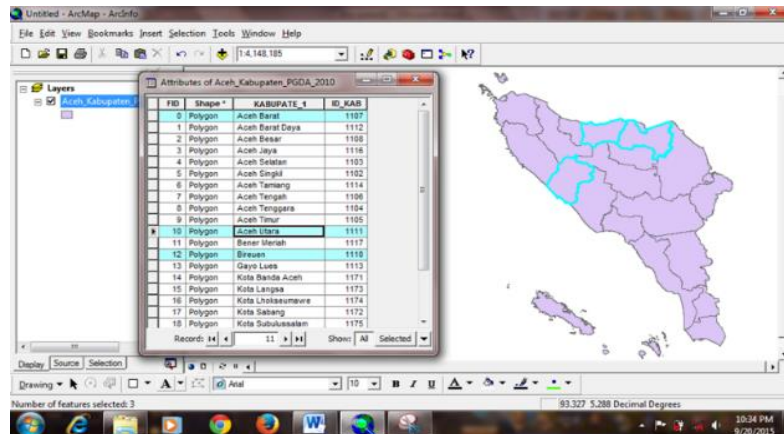 Untitled - ArcMap - ArcInfo
File Edit View Bookmarks Insert Selection Tools Window Help
1:4,148,185
Layers
Aceh_Kabupaten_P
Attributes of Aceh_Kabupaten_PGDA_2010
FID Shape * KABUPATE_1 ID_KAB
0 Polygon Aceh Barat 1107
1 Polygon Aceh Barat Daya 1112
2 Polygon Aceh Besar 1108
3 Polygon Aceh Jaya 1116
4 Polygon Aceh Selatan 1103
5 Polygon Aceh Singkil 1102
6 Polygon Aceh Tamiang 1114
7 Polygon Aceh Tengah 1106
8 Polygon Aceh Tenggara 1104
9 Polygon Aceh Timur 1105
10 Polygon Aceh Utara 1111
11 Polygon Bener Meriah 1117
12 Polygon Bireuen 1110
13 Polygon Gayo Lues 1113
14 Polygon Kota Banda Aceh 1171
15 Polygon Kota Langsa 1173
16 Polygon Kota Lhokseumawe 1174
17 Polygon Kota Sabang 1172
18 Polygon Kota Subulussalam 1175
Record: 11 Show: All Selected
Display Source Selection
Drawing A Arial 10 B I U A
Number of features selected: 3
93.327 5.288 Decimal Degrees
10:34 PM
9/20/2015